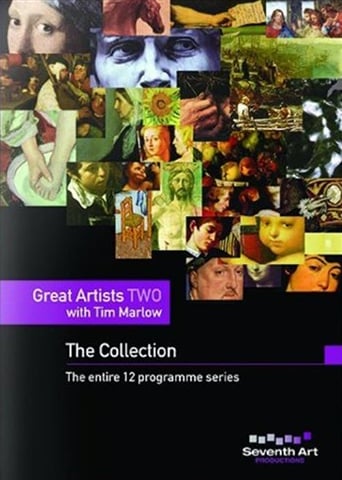 Great Artists TWO
with Tim Marlow
The Collection
The entire 12 programme series
Seventh Art
PRODUCTIONS